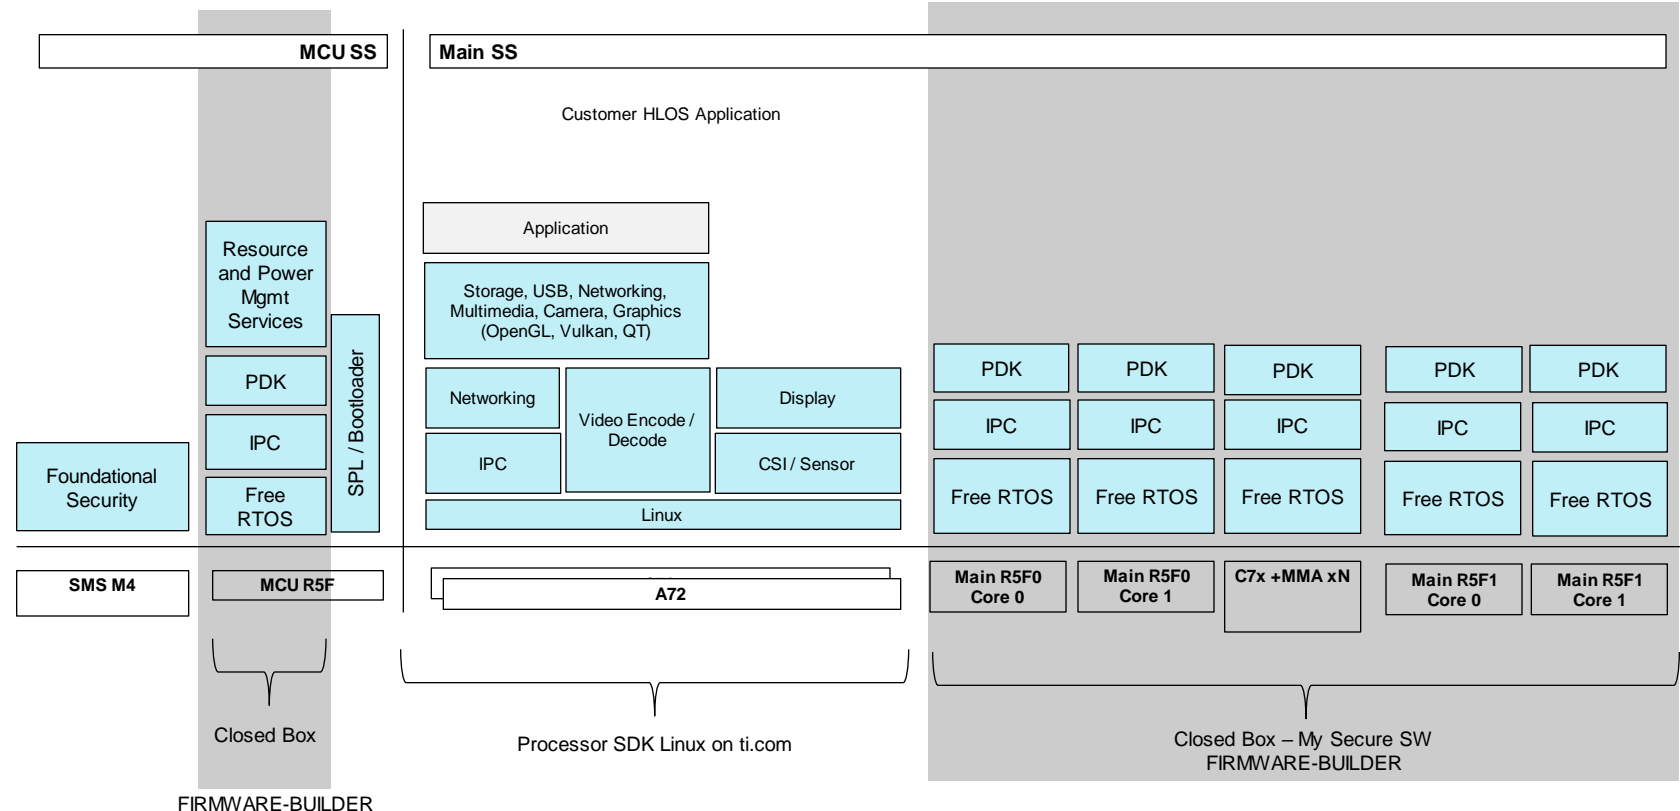 MCU SS
Main SS
Customer HLOS Application
Application
Resource
and Power
Mgmt
Services
Storage, USB, Networking,
Multimedia, Camera, Graphics
(OpenGL, Vulkan, QT)
SPL / Bootloader
PDK
IPC
Free
RTOS
Foundational
Security
Networking
Video Encode /
Decode
Display
IPC
CSI / Sensor
Linux
PDK
PDK
PDK
PDK
PDK
IPC
IPC
IPC
IPC
IPC
Free RTOS
Free RTOS
Free RTOS
Free RTOS
Free RTOS
SMS M4
MCU R5F
A72
Main R5F0
Core 0
Main R5F0
Core 1
C7x +MMA xN
Main R5F1
Core 0
Main R5F1
Core 1
Closed Box
Processor SDK Linux on ti.com
Closed Box – My Secure SW
FIRMWARE-BUILDER
FIRMWARE-BUILDER